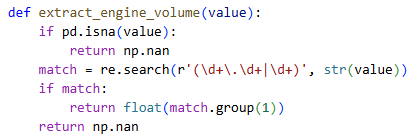 def extract_engine_volume(value):
    if pd.isna(value):
        return np.nan
    match = re.search(r'(\d+\.\d+|\d+)', str(value))
    if match:
        return float(match.group(1))
    return np.nan